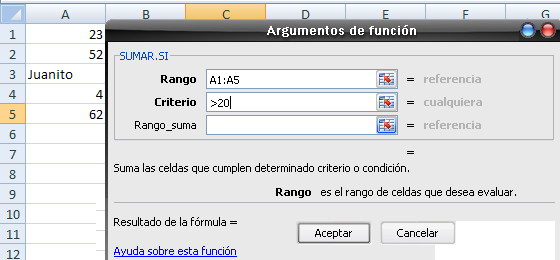 Argumentos de función
A B C D E F G
1 23
2 52
3 Juanito
4 4
5 62
6
7
8
9
10
11
12
SUMAR.SI
Rango A1:A5 = referencia
Criterio >20 = cualquiera
Rango_suma = referencia
=
Suma las celdas que cumplen determinado criterio o condición.
Rango es el rango de celdas que desea evaluar.
Resultado de la fórmula =
Aceptar Cancelar
Ayuda sobre esta función